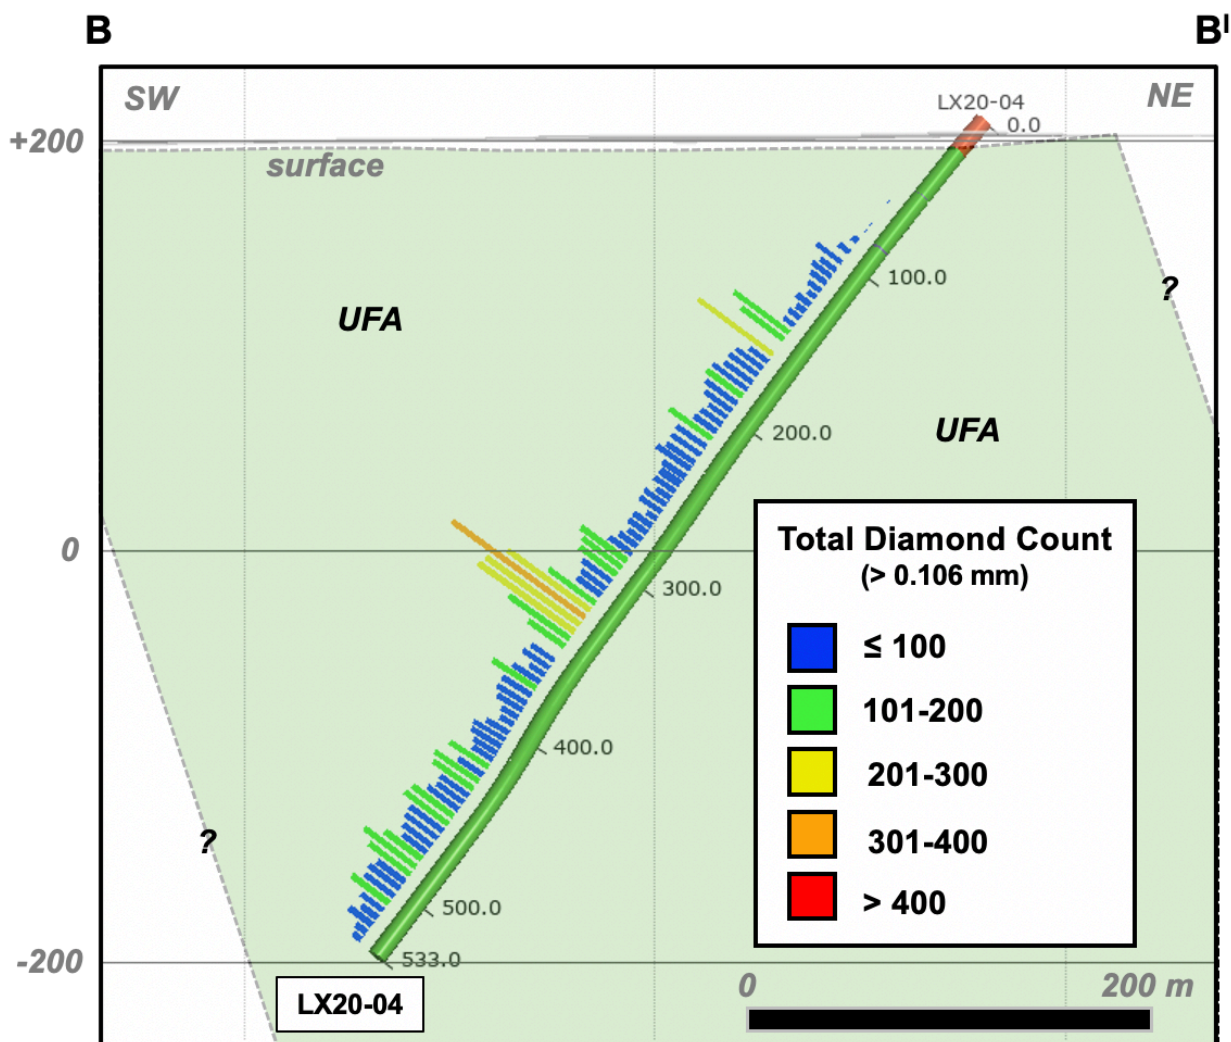 B
B'
SW
NE
LX20-04
0.0
+200
surface
100.0
?
UFA
200.0
UFA
0
300.0
Total Diamond Count
(> 0.106 mm)
≤ 100
101-200
201-300
301-400
> 400
400.0
?
500.0
533.0
-200
0
200 m
LX20-04